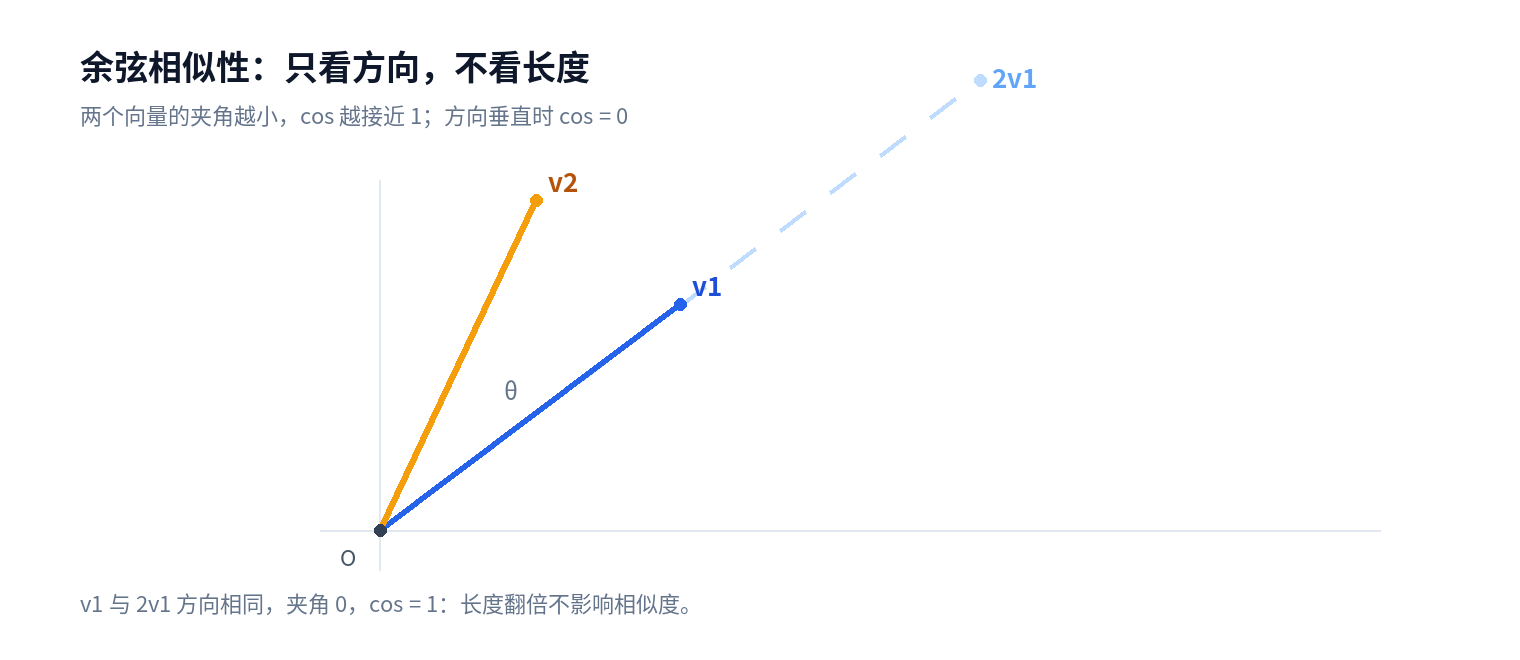 余弦相似性：只看方向，不看长度
两个向量的夹角越小，cos 越接近 1；方向垂直时 cos = 0
2v1
v2
v1
θ
O
v1 与 2v1 方向相同，夹角 0，cos = 1：长度翻倍不影响相似度。